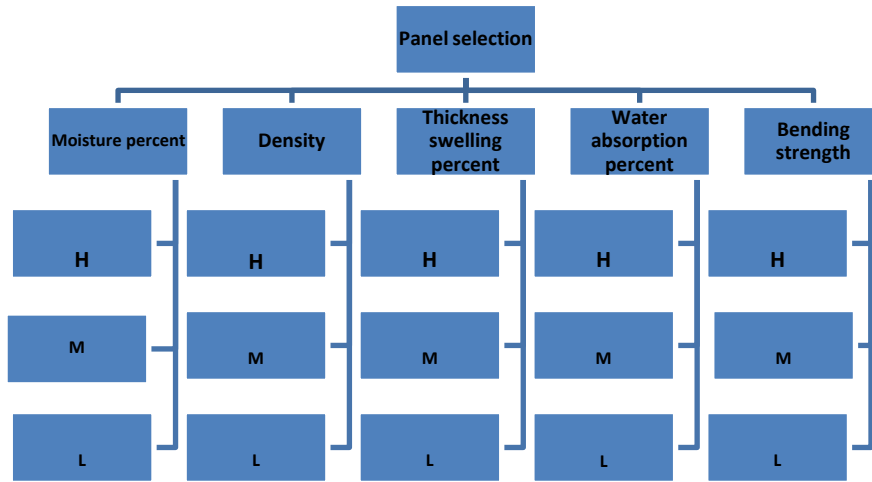 Panel selection
Moisture percent
Density
Thickness
swelling
percent
Water
absorption
percent
Bending
strength
H
H
H
H
H
M
M
M
M
M
L
L
L
L
L